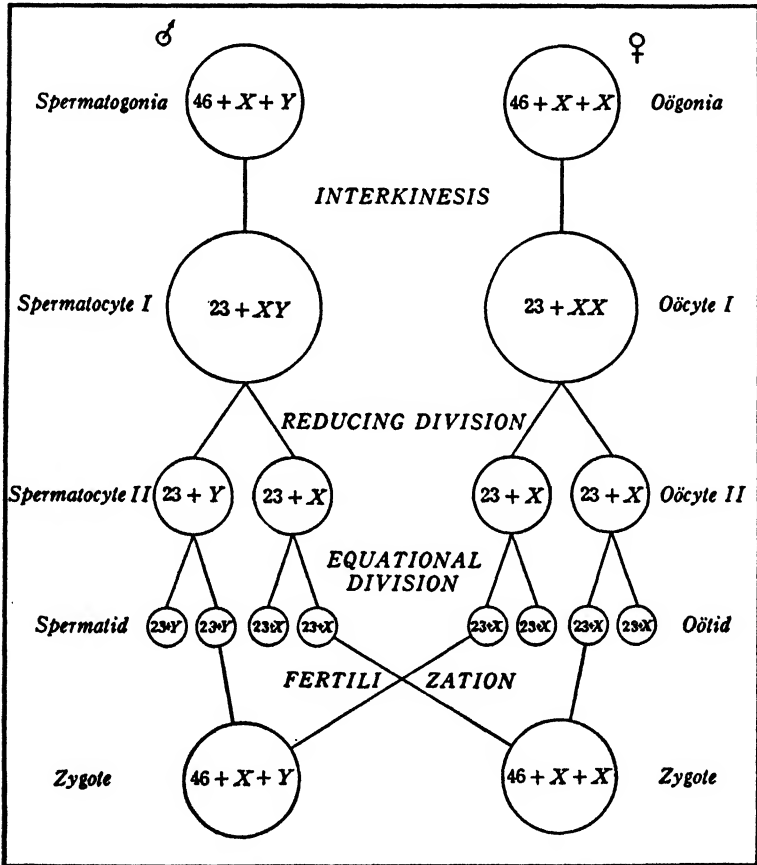 ♂ ♀
Spermatogonia 46 + X + Y 46 + X + X Oögonia
INTERKINESIS
Spermatocyte I 23 + XY 23 + XX Oöcyte I
REDUCING DIVISION
Spermatocyte II 23 + Y 23 + X 23 + X 23 + X Oöcyte II
EQUATIONAL
DIVISION
Spermatid 23+Y 23+Y 23+X 23+X 23+X 23+X 23+X 23+X Oötid
FERTILI ZATION
Zygote 46 + X + Y 46 + X + X Zygote